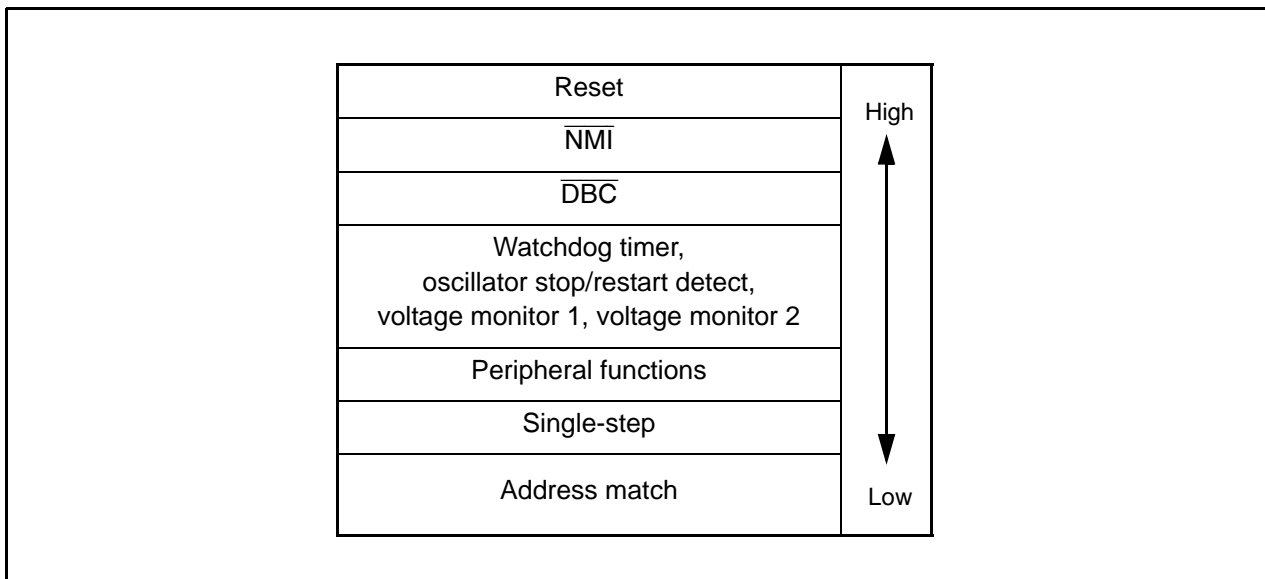 Reset
High
NMI
DBC
Watchdog timer,
oscillator stop/restart detect,
voltage monitor 1, voltage monitor 2
Peripheral functions
Single-step
Address match
Low